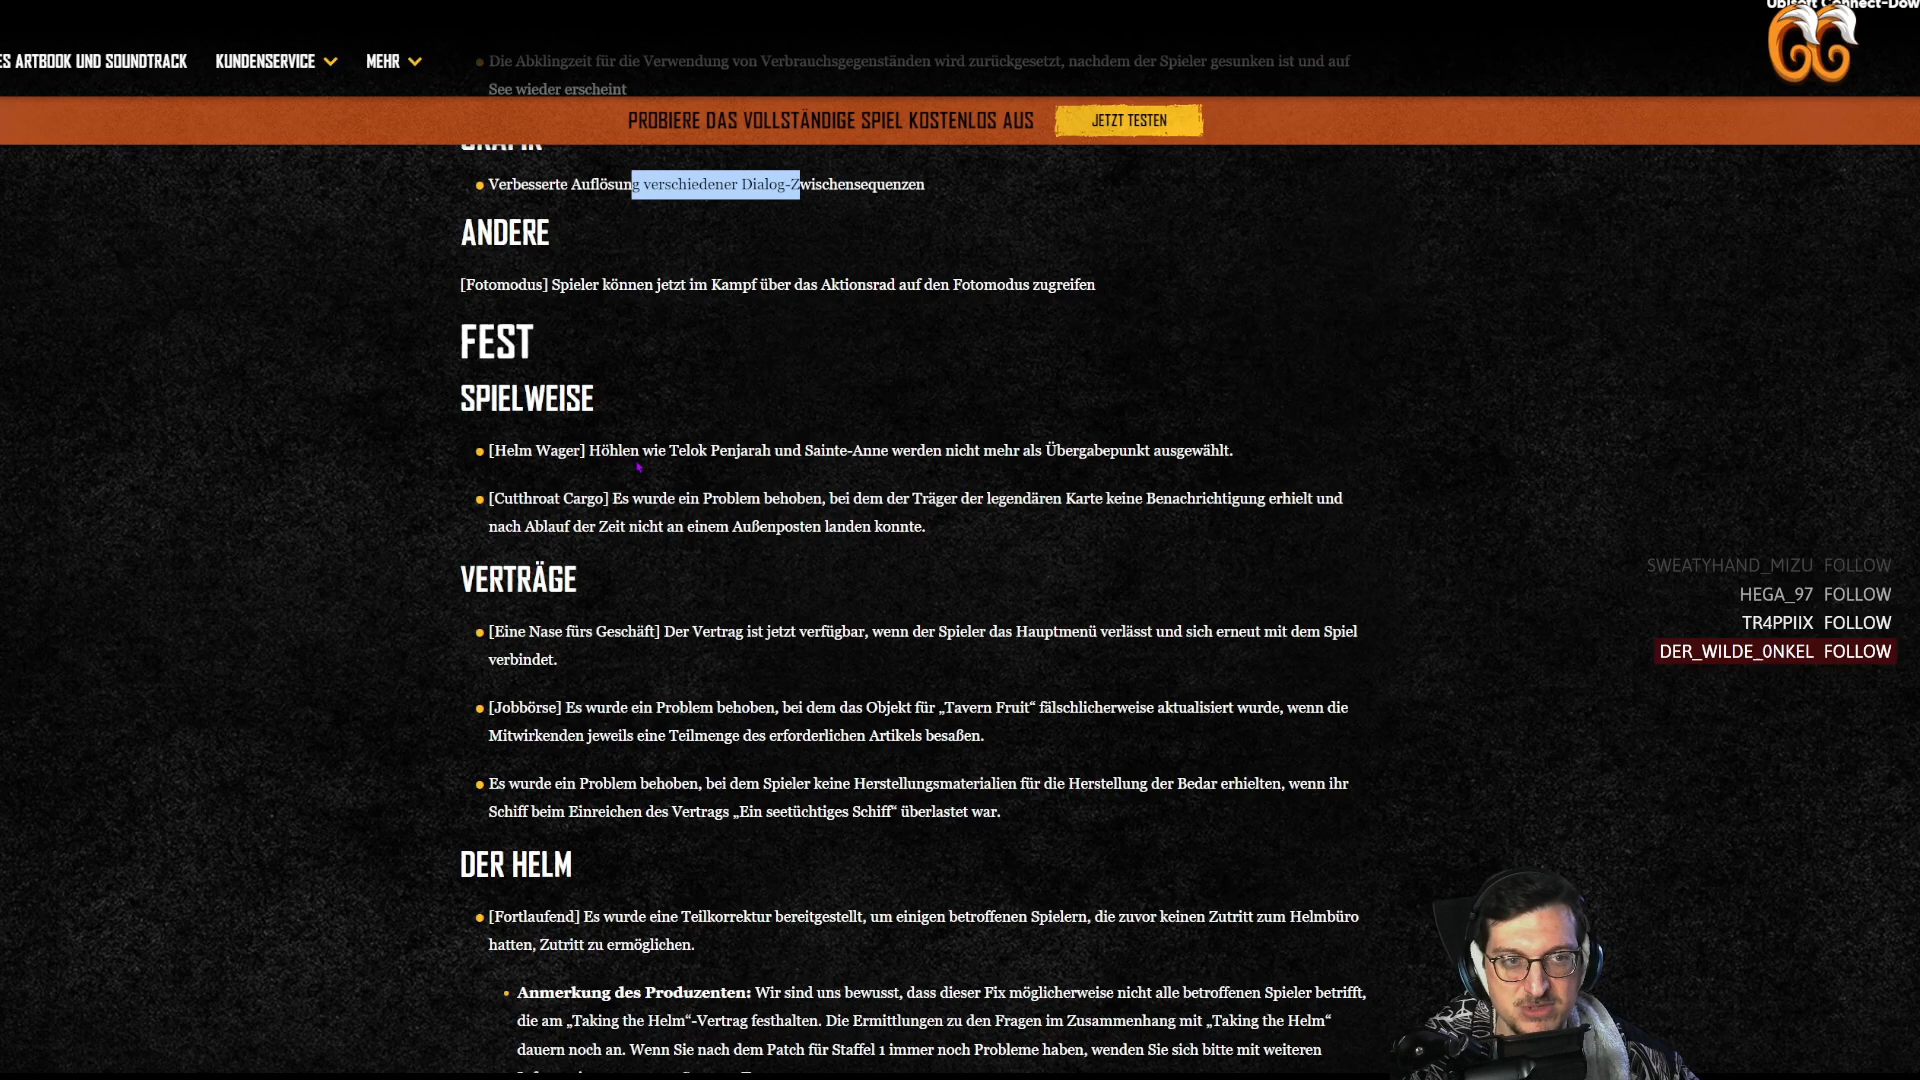 Ubisoft Connect-Dow
ES ARTBOOK UND SOUNDTRACK KUNDENSERVICE MEHR
Die Abklingzeit für die Verwendung von Verbrauchsgegenständen wird zurückgesetzt, nachdem der Spieler gesunken ist und auf
See wieder erscheint
PROBIERE DAS VOLLSTÄNDIGE SPIEL KOSTENLOS AUS JETZT TESTEN
GRAFIK
Verbesserte Auflösung verschiedener Dialog-Zwischensequenzen
ANDERE
[Fotomodus] Spieler können jetzt im Kampf über das Aktionsrad auf den Fotomodus zugreifen
FEST
SPIELWEISE
[Helm Wager] Höhlen wie Telok Penjarah und Sainte-Anne werden nicht mehr als Übergabepunkt ausgewählt.
[Cutthroat Cargo] Es wurde ein Problem behoben, bei dem der Träger der legendären Karte keine Benachrichtigung erhielt und
nach Ablauf der Zeit nicht an einem Außenposten landen konnte.
VERTRÄGE
[Eine Nase fürs Geschäft] Der Vertrag ist jetzt verfügbar, wenn der Spieler das Hauptmenü verlässt und sich erneut mit dem Spiel
verbindet.
[Jobbörse] Es wurde ein Problem behoben, bei dem das Objekt für „Tavern Fruit“ fälschlicherweise aktualisiert wurde, wenn die
Mitwirkenden jeweils eine Teilmenge des erforderlichen Artikels besaßen.
Es wurde ein Problem behoben, bei dem Spieler keine Herstellungsmaterialien für die Herstellung der Bedar erhielten, wenn ihr
Schiff beim Einreichen des Vertrags „Ein seetüchtiges Schiff“ überlastet war.
DER HELM
[Fortlaufend] Es wurde eine Teilkorrektur bereitgestellt, um einigen betroffenen Spielern, die zuvor keinen Zutritt zum Helmbüro
hatten, Zutritt zu ermöglichen.
Anmerkung des Produzenten: Wir sind uns bewusst, dass dieser Fix möglicherweise nicht alle betroffenen Spieler betrifft,
die am „Taking the Helm“-Vertrag festhalten. Die Ermittlungen zu den Fragen im Zusammenhang mit „Taking the Helm“
dauern noch an. Wenn Sie nach dem Patch für Staffel 1 immer noch Probleme haben, wenden Sie sich bitte mit weiteren
SWEATYHAND_MIZU FOLLOW
HEGA_97 FOLLOW
TR4PPIIX FOLLOW
DER_WILDE_0NKEL FOLLOW